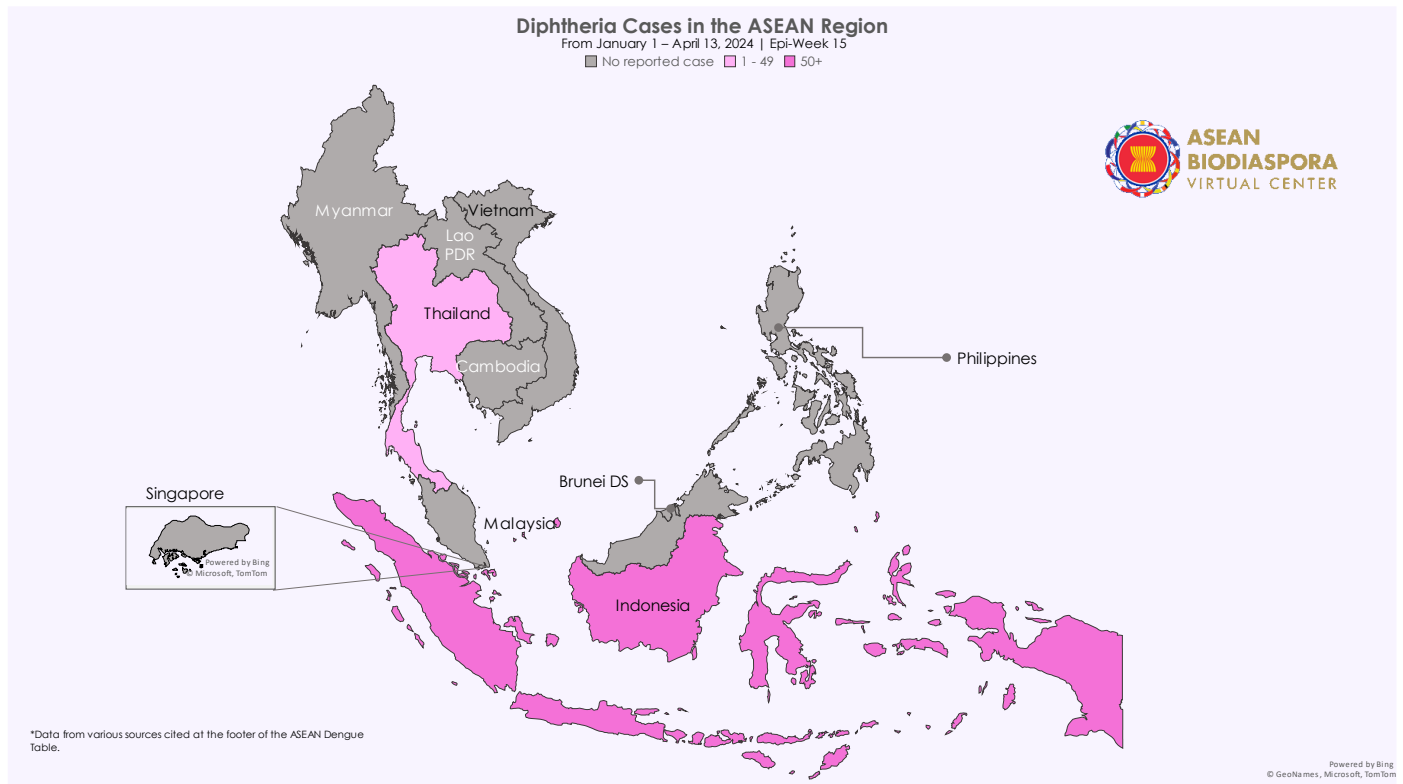 Diphtheria Cases in the ASEAN Region
From January 1 – April 13, 2024 | Epi-Week 15
No reported case 1 - 49 50+
ASEAN
BIODIASPORA
VIRTUAL CENTER
Myanmar
Vietnam
Lao
PDR
Thailand
Cambodia
Philippines
Brunei DS
Singapore
Malaysia
Powered by Bing
© Microsoft, TomTom
Indonesia
*Data from various sources cited at the footer of the ASEAN Dengue
Table.
Powered by Bing
© GeoNames, Microsoft, TomTom